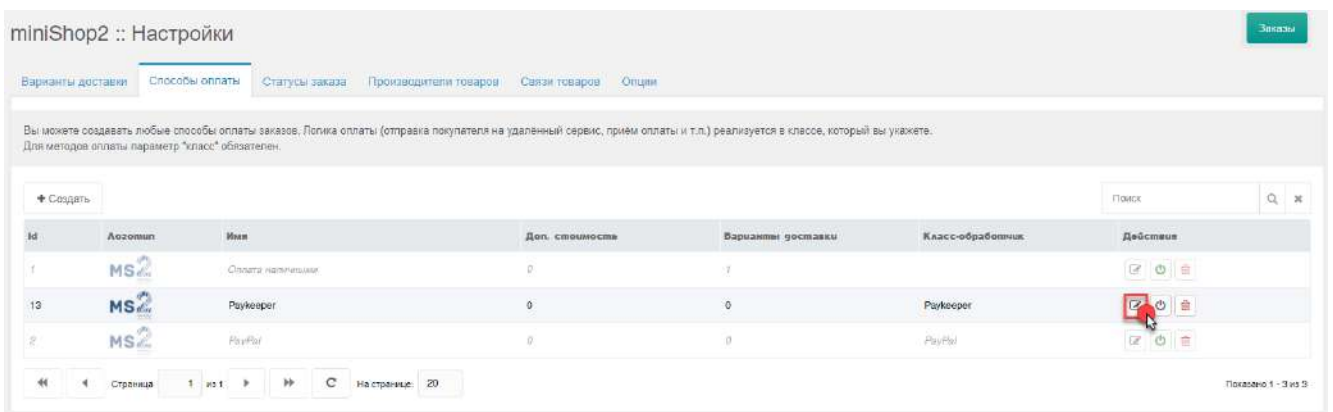 miniShop2 :: Настройки
Заказы
Варианты доставки Способы оплаты Статусы заказа Производители товаров Связи товаров Опции
Вы можете создавать любые способы оплаты заказов. Логика оплаты (отправка покупателя на удаленный сервис, прием оплаты и т.п.) реализуется в классе, который вы укажете.
Для методов оплаты параметр "класс" обязателен.
+ Создать Поиск
Id Логотип Имя Доп. стоимость Варианты доставки Класс-обработчик Действия
1 MS2 Оплата наличными 0 1
13 MS2 Paykeeper 0 0 Paykeeper
2 MS2 PayPal 0 0 PayPal
Страница 1 из 1 На странице: 20 Показано 1 - 3 из 3